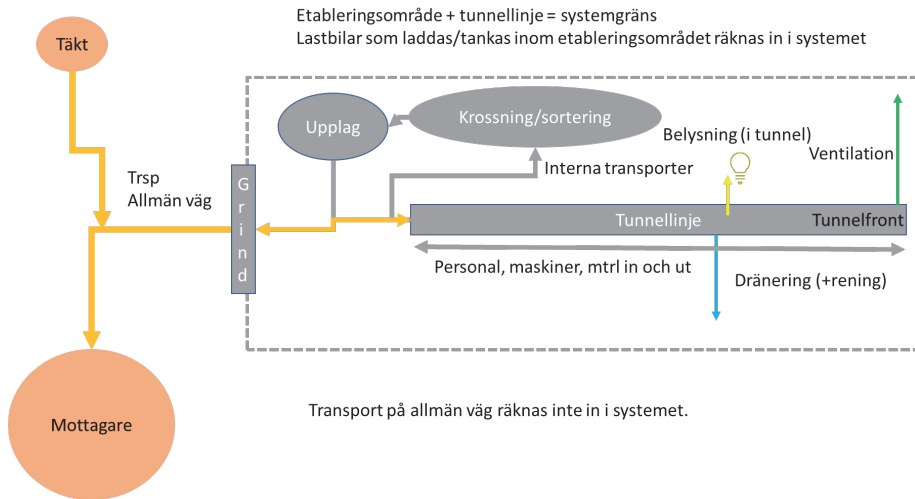 Etableringsområde + tunnellinje = systemgräns
Lastbilar som laddas/tankas inom etableringsområdet räknas in i systemet
Täkt
Upplag
Krossning/sortering
Belysning (i tunnel)
Ventilation
Trsp
Allmän väg
Grind
Interna transporter
Tunnellinje
Tunnelfront
Personal, maskiner, mtrl in och ut
Dränering (+rening)
Mottagare
Transport på allmän väg räknas inte in i systemet.